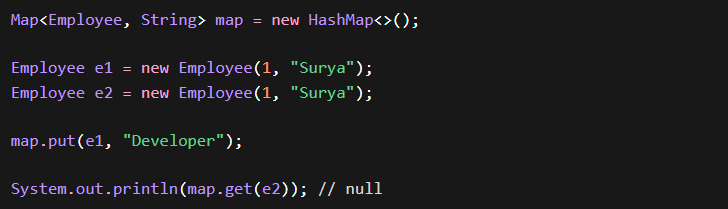 Map<Employee, String> map = new HashMap<>();
Employee e1 = new Employee(1, "Surya");
Employee e2 = new Employee(1, "Surya");
map.put(e1, "Developer");
System.out.println(map.get(e2)); // null